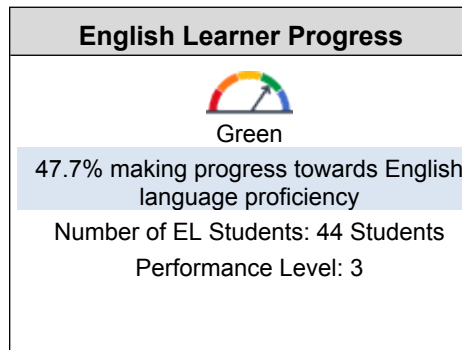 English Learner Progress
Green
47.7% making progress towards English
language proficiency
Number of EL Students: 44 Students
Performance Level: 3